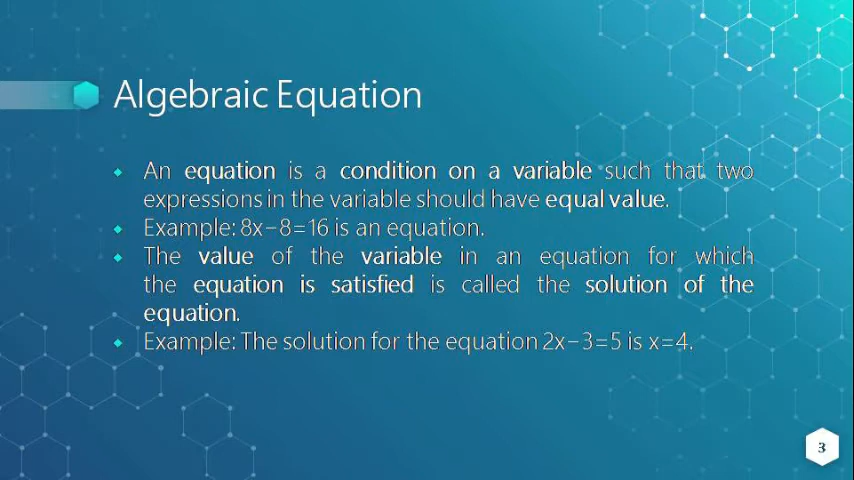 Algebraic Equation
An equation is a condition on a variable such that two
expressions in the variable should have equal value.
Example: 8x−8=16 is an equation.
The value of the variable in an equation for which
the equation is satisfied is called the solution of the
equation.
Example: The solution for the equation 2x−3=5 is x=4.
3